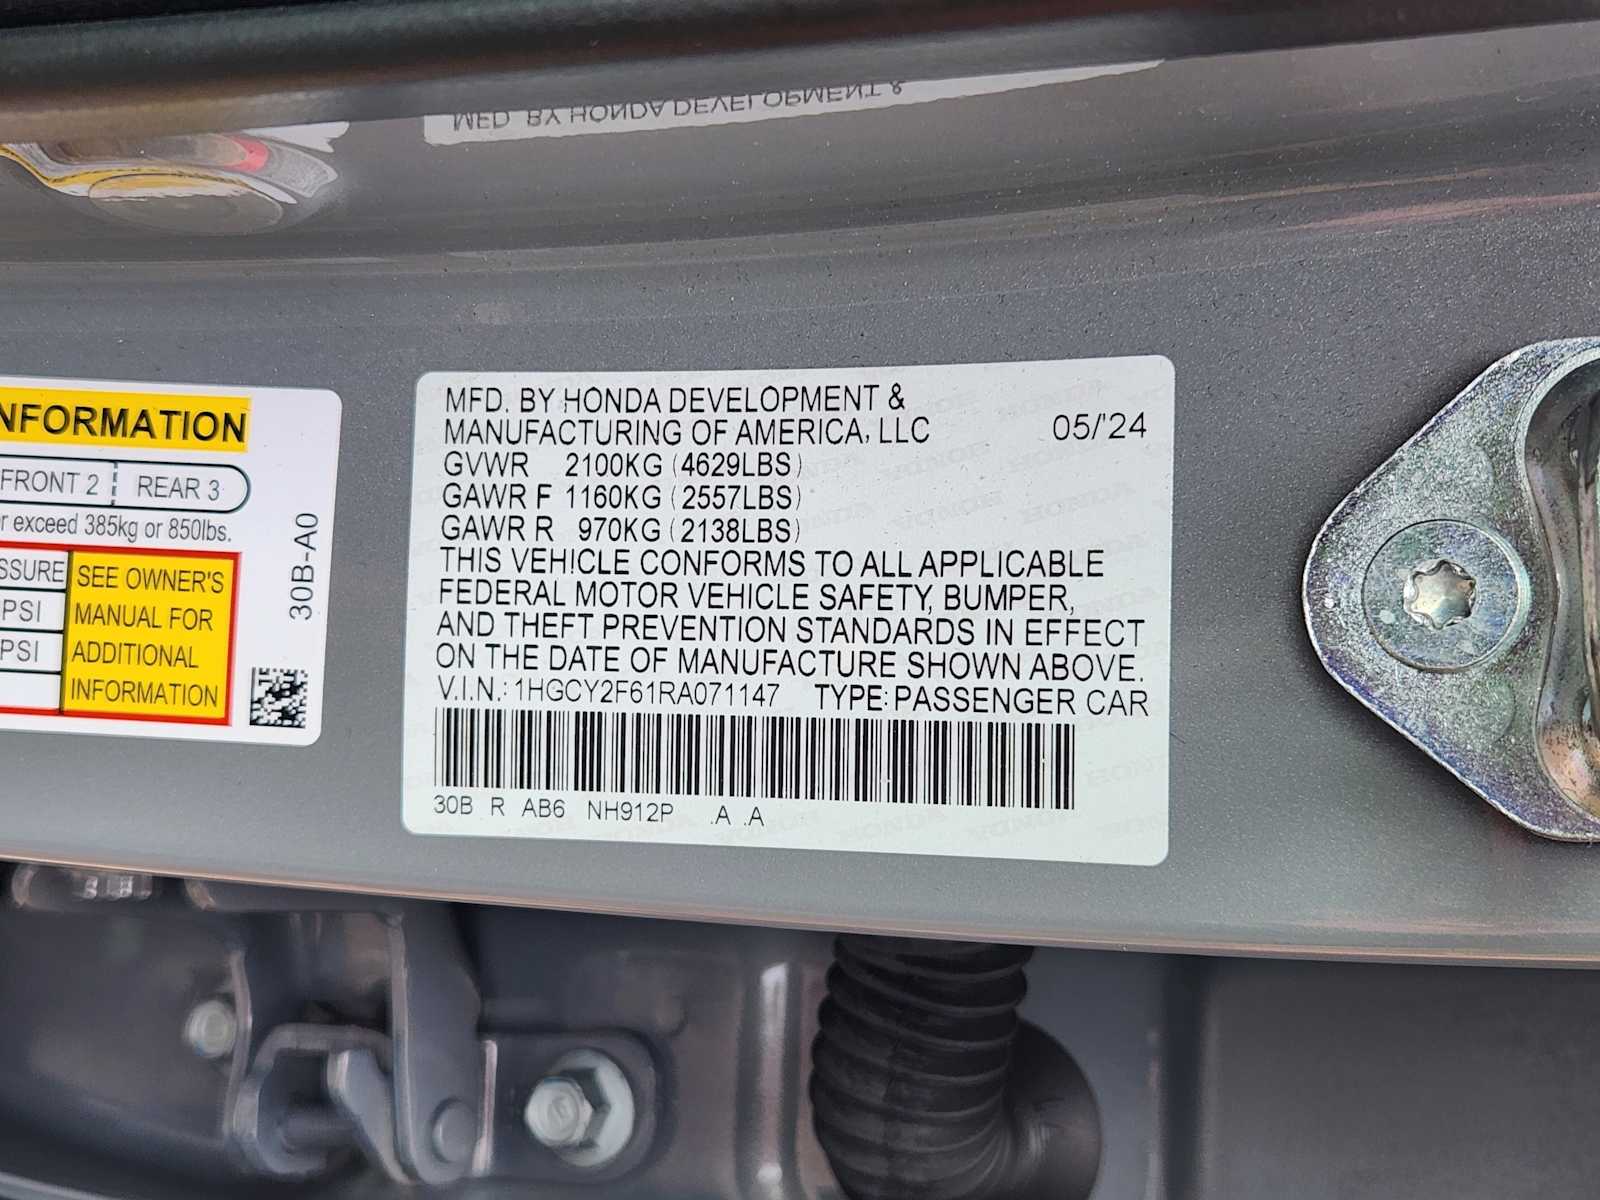 MFD. BY HONDA DEVELOPMENT &
NFORMATION
FRONT 2 REAR 3
r exceed 385kg or 850lbs.
SSURE
PSI
PSI
SEE OWNER'S
MANUAL FOR
ADDITIONAL
INFORMATION
30B-A0
MFD. BY HONDA DEVELOPMENT &
MANUFACTURING OF AMERICA, LLC 05/'24
GVWR 2100KG (4629LBS)
GAWR F 1160KG (2557LBS)
GAWR R 970KG (2138LBS)
THIS VEHICLE CONFORMS TO ALL APPLICABLE
FEDERAL MOTOR VEHICLE SAFETY, BUMPER,
AND THEFT PREVENTION STANDARDS IN EFFECT
ON THE DATE OF MANUFACTURE SHOWN ABOVE.
V.I.N.: 1HGCY2F61RA071147 TYPE: PASSENGER CAR
30B R AB6 NH912P .A .A